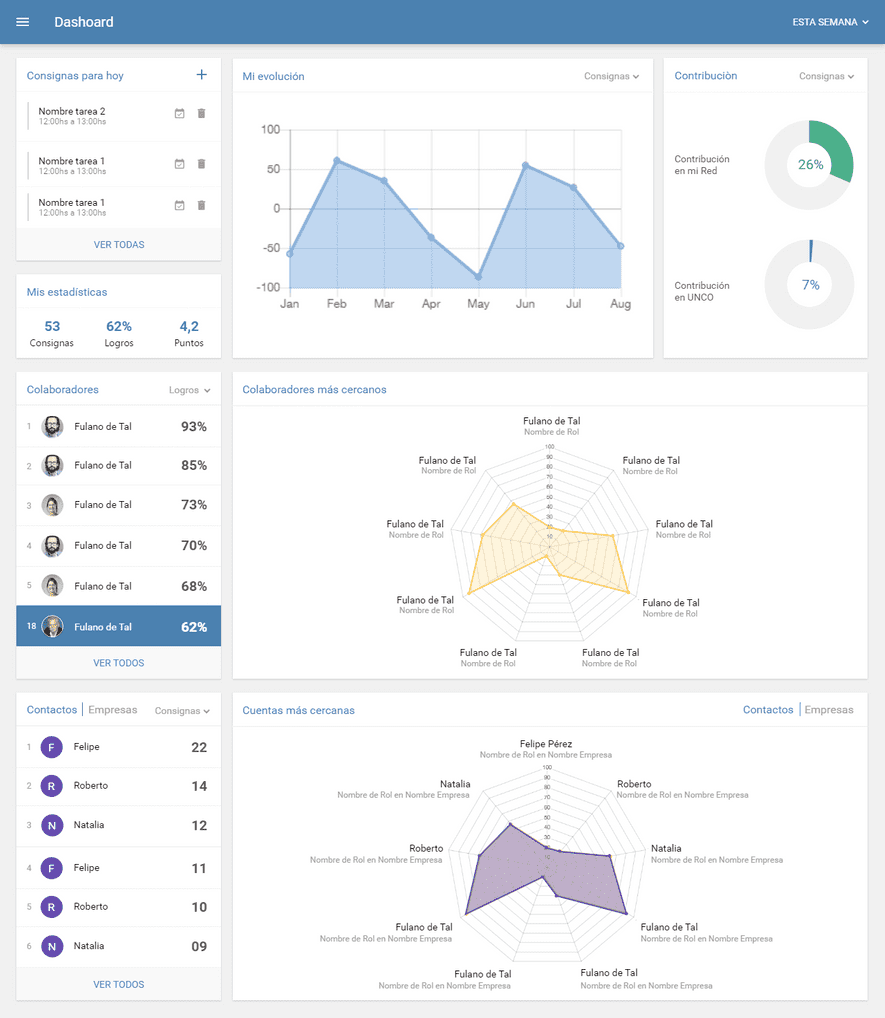 Dashoard
ESTA SEMANA
Consignas para hoy
Nombre tarea 2
12:00hs a 13:00hs
Nombre tarea 1
12:00hs a 13:00hs
Nombre tarea 1
12:00hs a 13:00hs
VER TODAS
Mis estadísticas
53
62%
4,2
Consignas
Logros
Puntos
Mi evolución
Consignas
100
50
0
-50
-100
Jan
Feb
Mar
Apr
May
Jun
Jul
Aug
Contribuciòn
Consignas
Contribución
en mi Red
26%
Contribución
en UNCO
7%
Colaboradores
Logros
1
Fulano de Tal
93%
2
Fulano de Tal
85%
3
Fulano de Tal
73%
4
Fulano de Tal
70%
5
Fulano de Tal
68%
18
Fulano de Tal
62%
VER TODOS
Colaboradores más cercanos
Fulano de Tal
Nombre de Rol
Fulano de Tal
Nombre de Rol
Fulano de Tal
Nombre de Rol
Fulano de Tal
Nombre de Rol
Fulano de Tal
Nombre de Rol
Fulano de Tal
Nombre de Rol
Fulano de Tal
Nombre de Rol
Fulano de Tal
Nombre de Rol
Fulano de Tal
Nombre de Rol
100
90
80
70
60
50
40
30
20
10
Contactos
Empresas
Consignas
1
F
Felipe
22
2
R
Roberto
14
3
N
Natalia
12
4
F
Felipe
11
5
R
Roberto
10
6
N
Natalia
09
VER TODOS
Cuentas más cercanas
Contactos
Empresas
Felipe Pérez
Nombre de Rol en Nombre Empresa
Natalia
Nombre de Rol en Nombre Empresa
Roberto
Nombre de Rol en Nombre Empresa
Roberto
Nombre de Rol en Nombre Empresa
Natalia
Nombre de Rol en Nombre Empresa
Fulano de Tal
Nombre de Rol en Nombre Empresa
Fulano de Tal
Nombre de Rol en Nombre Empresa
Fulano de Tal
Nombre de Rol en Nombre Empresa
Fulano de Tal
Nombre de Rol en Nombre Empresa
100
90
80
70
60
50
40
30
20